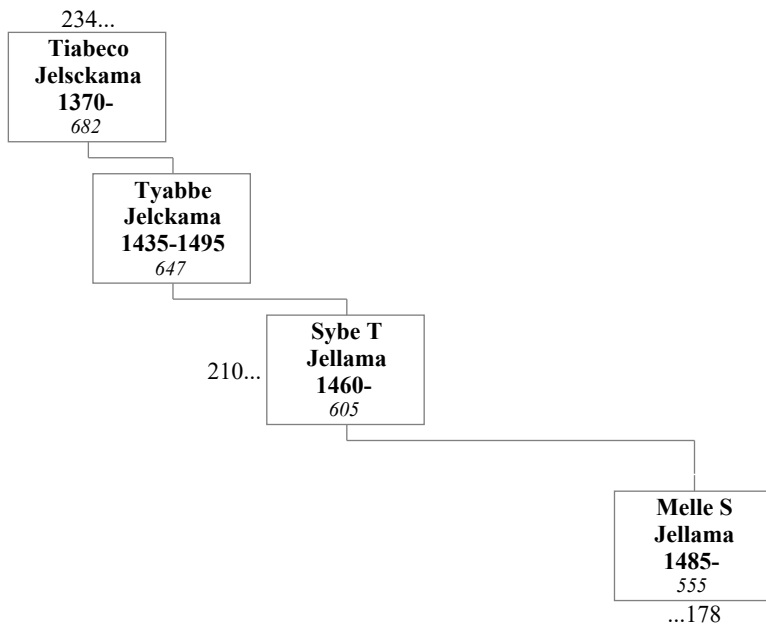 234...
Tiabeco
Jelsckama
1370-
682
Tyabbe
Jelckama
1435-1495
647
Sybe T
Jellama
1460-
605
210...
Melle S
Jellama
1485-
555
...178